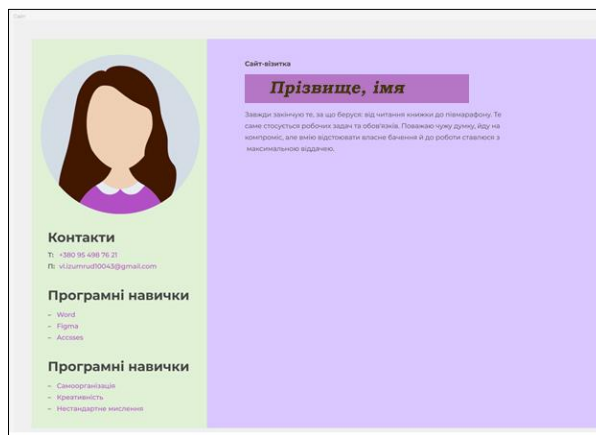 Сайт
Контакти
Т: +380 95 498 76 21
П: vl.izumrud10043@gmail.com
Програмні навички
– Word
– Figma
– Accsses
Програмні навички
– Самоорганізація
– Креативність
– Нестандартне мислення
Сайт-візитка
Прізвище, імя
Завжди закінчую те, за що беруся: від читання книжки до півмарафону. Те
саме стосується робочих задач та обов'язків. Поважаю чужу думку, йду на
компроміс, але вмію відстоювати власне бачення й до роботи ставлюся з
максимальною віддачею.